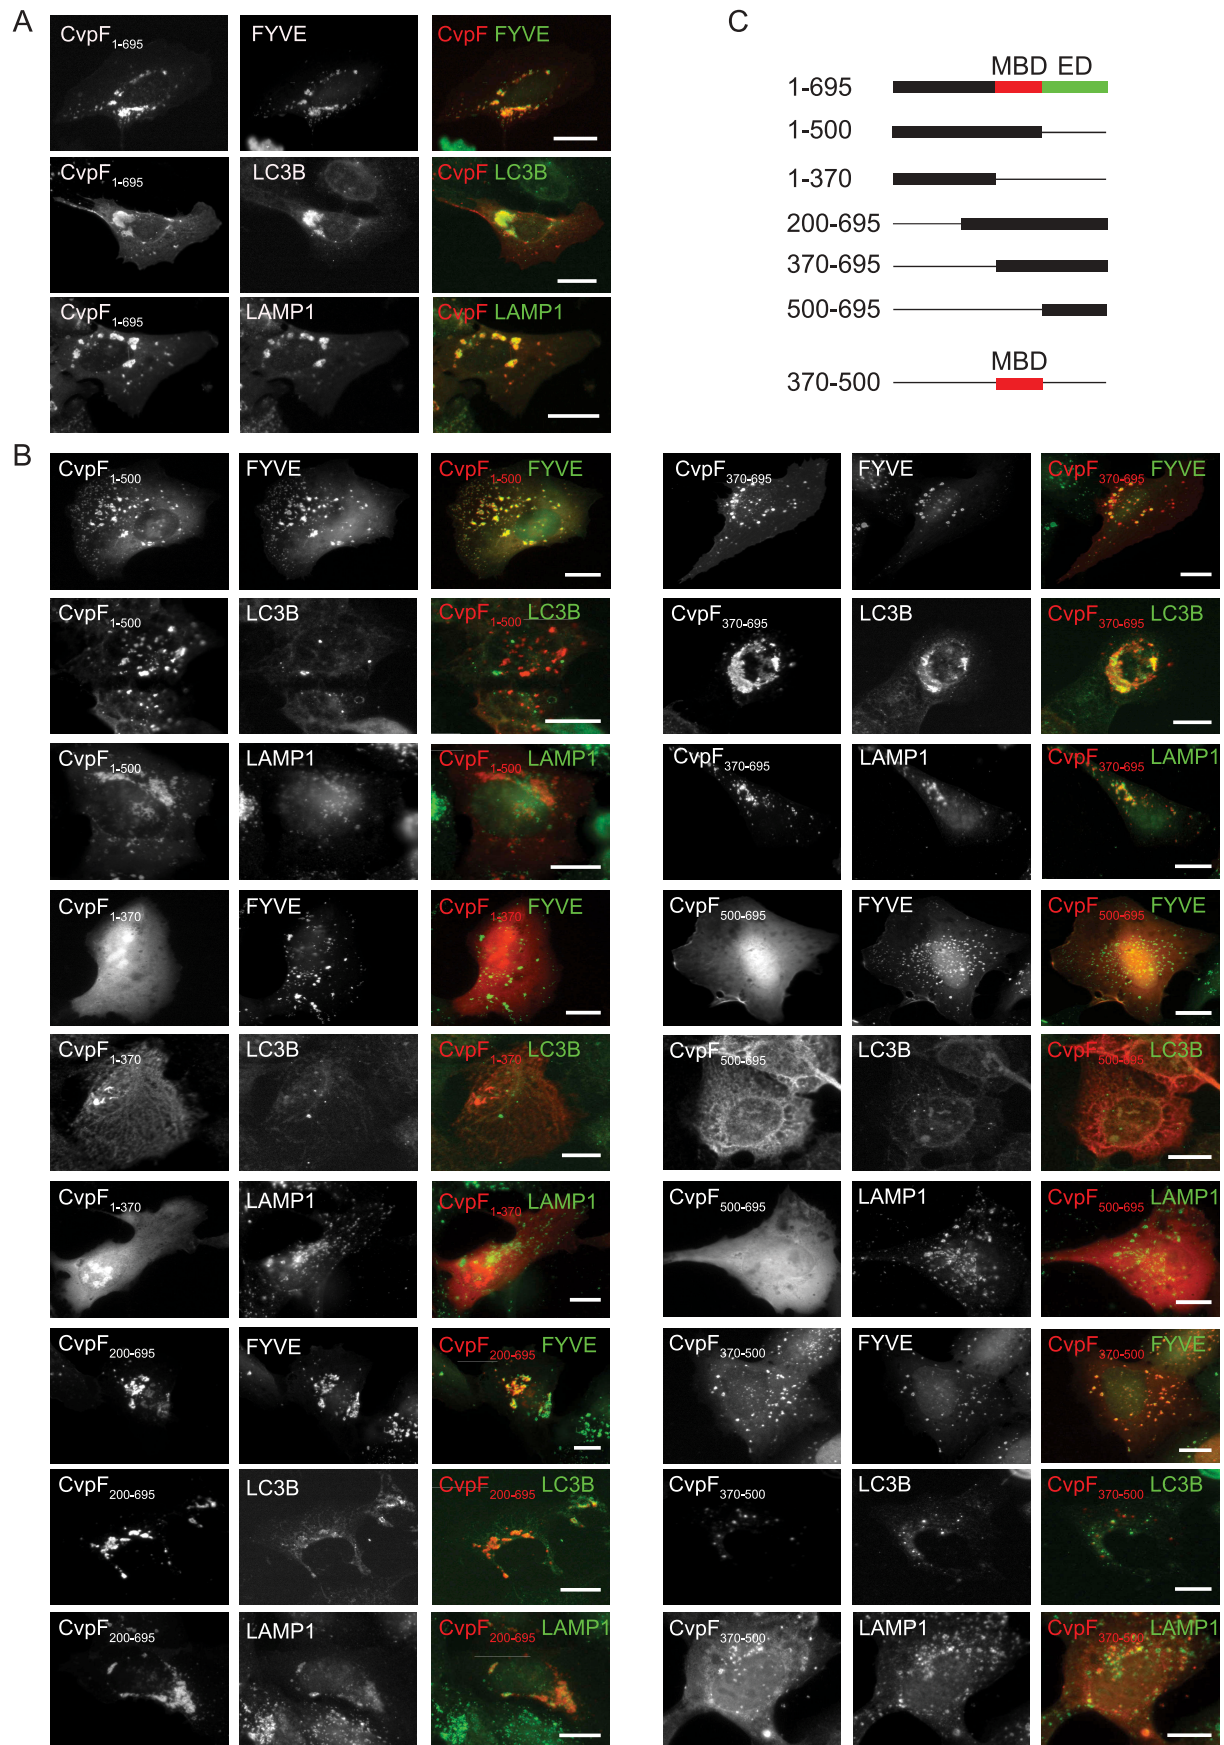 A
CvpF1-695 FYVE CvpF FYVE
CvpF1-695 LC3B CvpF LC3B
CvpF1-695 LAMP1 CvpF LAMP1
C
MBD ED
1-695
1-500
1-370
200-695
370-695
500-695
MBD
370-500
B
CvpF1-500 FYVE CvpF1-500 FYVE
CvpF1-500 LC3B CvpF1-500 LC3B
CvpF1-500 LAMP1 CvpF1-500 LAMP1
CvpF1-370 FYVE CvpF1-370 FYVE
CvpF1-370 LC3B CvpF1-370 LC3B
CvpF1-370 LAMP1 CvpF1-370 LAMP1
CvpF200-695 FYVE CvpF200-695 FYVE
CvpF200-695 LC3B CvpF200-695 LC3B
CvpF200-695 LAMP1 CvpF200-695 LAMP1
CvpF370-695 FYVE CvpF370-695 FYVE
CvpF370-695 LC3B CvpF370-695 LC3B
CvpF370-695 LAMP1 CvpF370-695 LAMP1
CvpF500-695 FYVE CvpF500-695 FYVE
CvpF500-695 LC3B CvpF500-695 LC3B
CvpF500-695 LAMP1 CvpF500-695 LAMP1
CvpF370-500 FYVE CvpF370-500 FYVE
CvpF370-500 LC3B CvpF370-500 LC3B
CvpF370-500 LAMP1 CvpF370-500 LAMP1